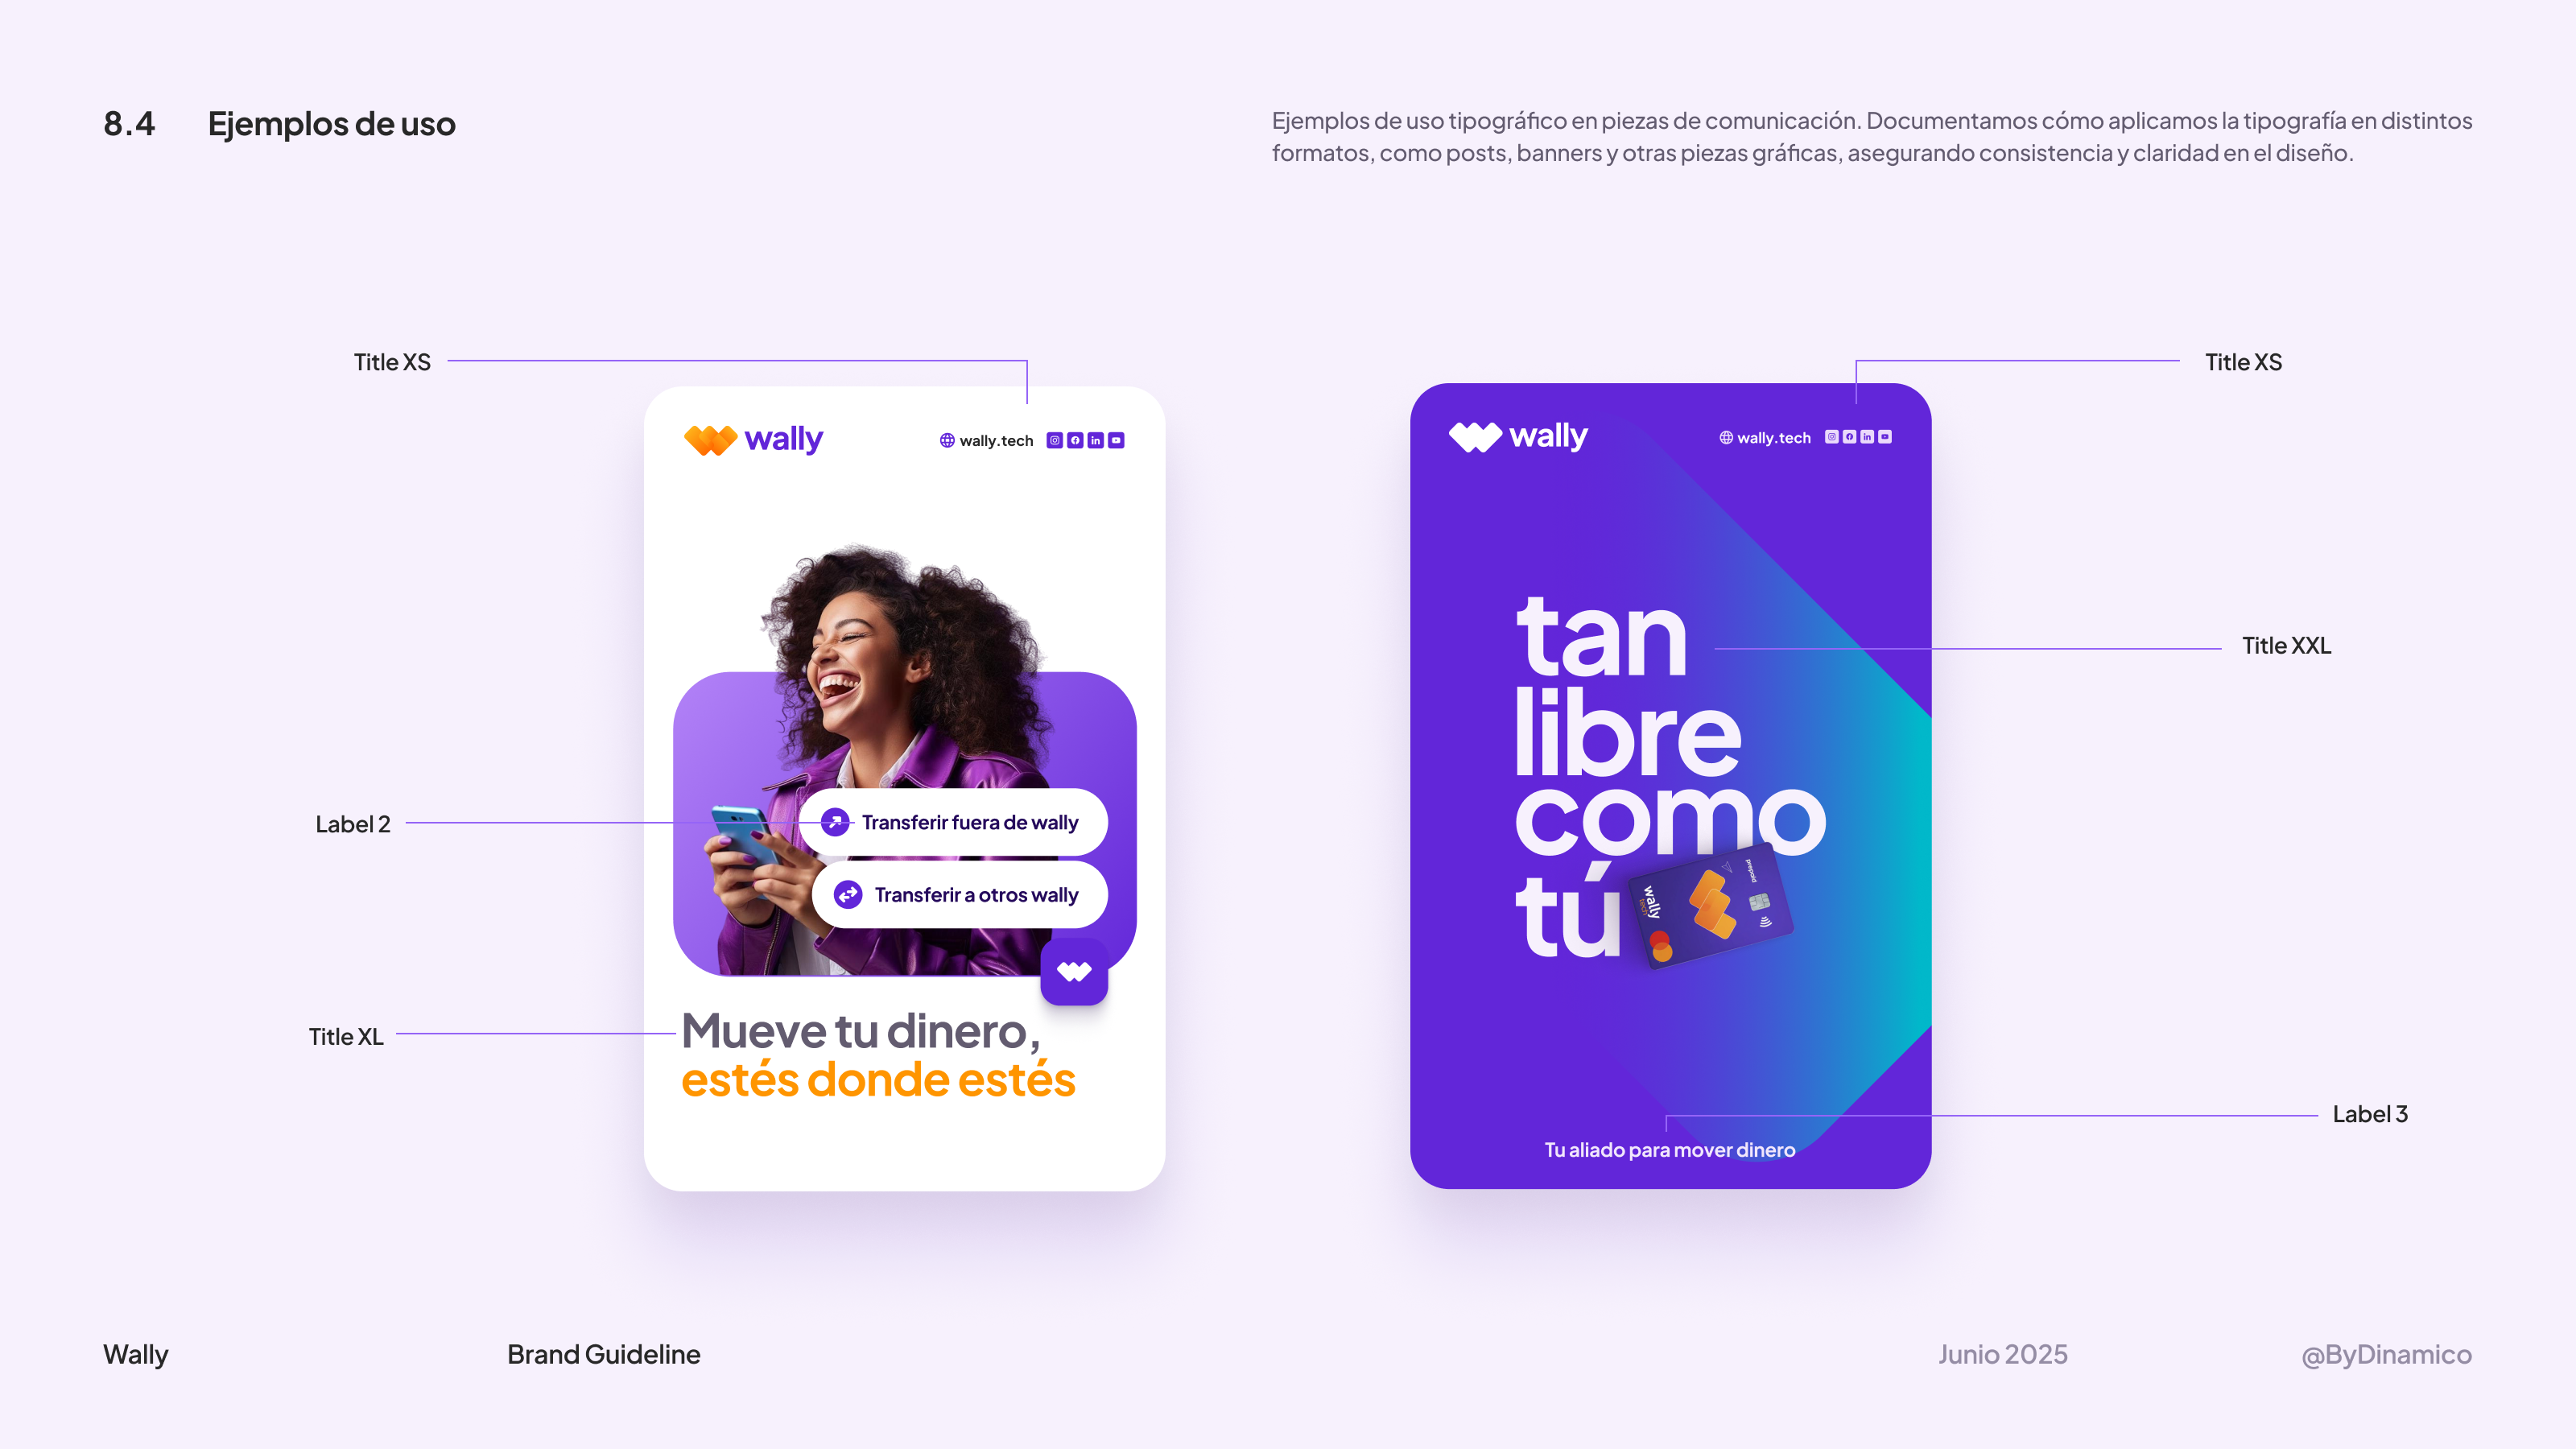 8.4 Ejemplos de uso
Ejemplos de uso tipográfico en piezas de comunicación. Documentamos cómo aplicamos la tipografía en distintos
formatos, como posts, banners y otras piezas gráficas, asegurando consistencia y claridad en el diseño.
Title XS
wally
wally.tech
Label 2
Transferir fuera de wally
Transferir a otros wally
Title XL
Mueve tu dinero,
estés donde estés
Title XS
wally
wally.tech
Title XXL
tan
libre
como
tú
wally
tech
prepaid
Label 3
Tu aliado para mover dinero
Wally
Brand Guideline
Junio 2025
@ByDinamico